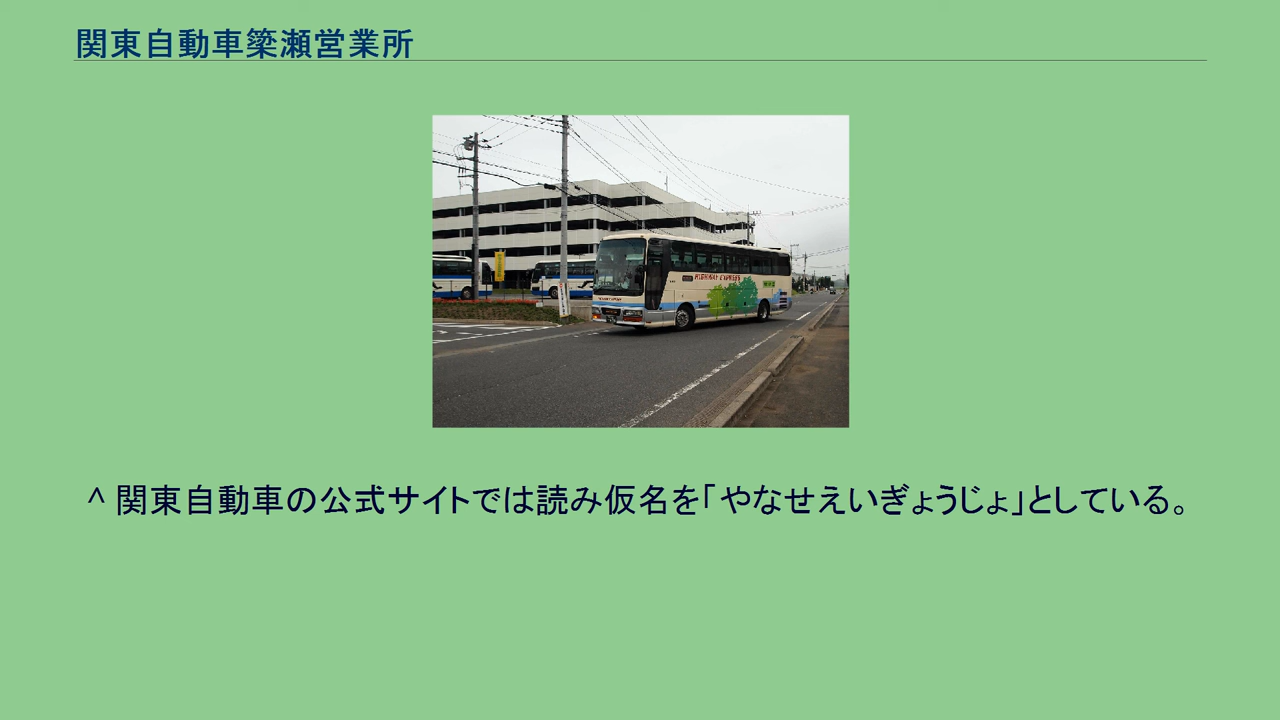 関東自動車簗瀬営業所
HIGHWAY EXPRESS
^ 関東自動車の公式サイトでは読み仮名を「やなせえいぎょうじょ」としている。